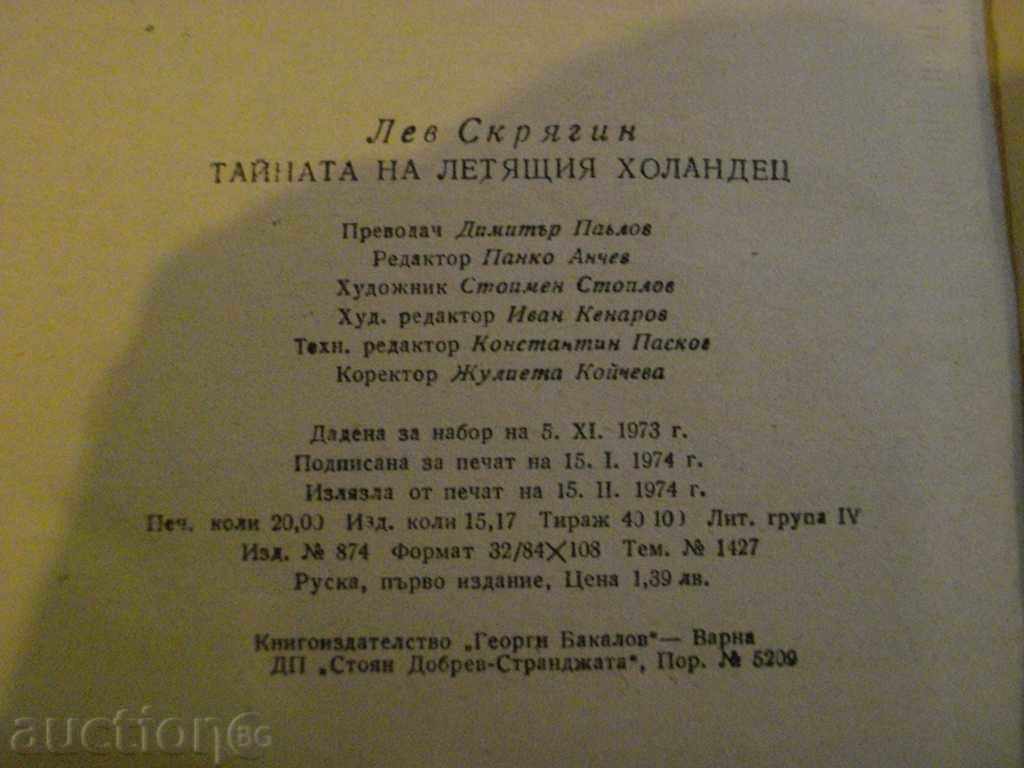 Лев Скрягин
ТАЙНАТА НА ЛЕТЯЩИЯ ХОЛАНДЕЦ
Преводач Димитър Павлов
Редактор Панко Анчев
Художник Стоимен Стоилов
Худ. редактор Иван Кенаров
Техн. редактор Константин Пасков
Коректор Жулиета Койчева
Дадена за набор на 5. XI. 1973 г.
Подписана за печат на 15. I. 1974 г.
Излязла от печат на 15. II. 1974 г.
Печ. коли 20,00 Изд. коли 15,17 Тираж 40 100 Лит. група IV
Изд. № 874 Формат 32/84×108 Тем. № 1427
Руска, първо издание, Цена 1,39 лв.
Книгоиздателство „Георги Бакалов“ — Варна
ДП „Стоян Добрев-Странджата“, Пор. № 5209
auction BG